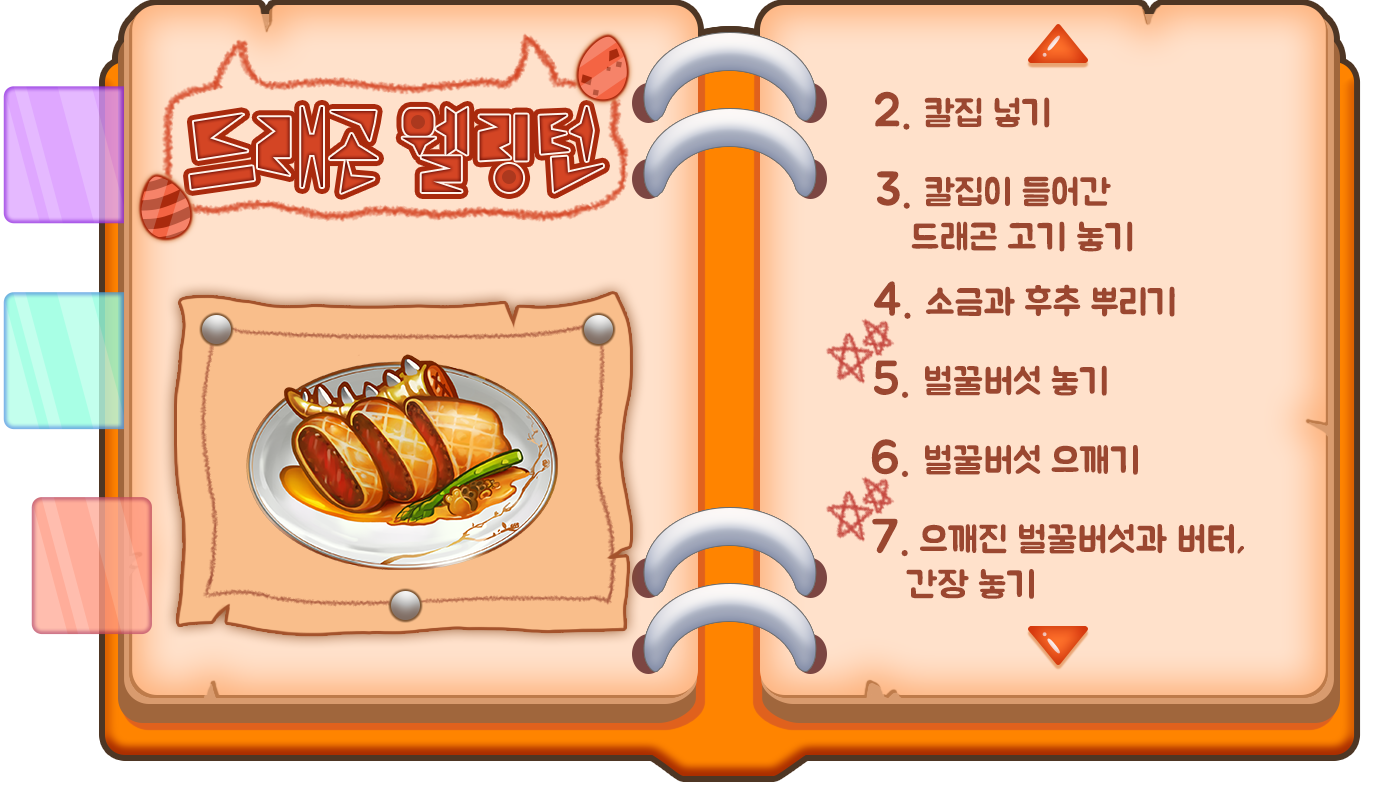 드래곤 웰링턴
2. 칼집 넣기
3. 칼집이 들어간
드래곤 고기 놓기
4. 소금과 후추 뿌리기
5. 벌꿀버섯 놓기
6. 벌꿀버섯 으깨기
7. 으깨진 벌꿀버섯과 버터,
간장 놓기